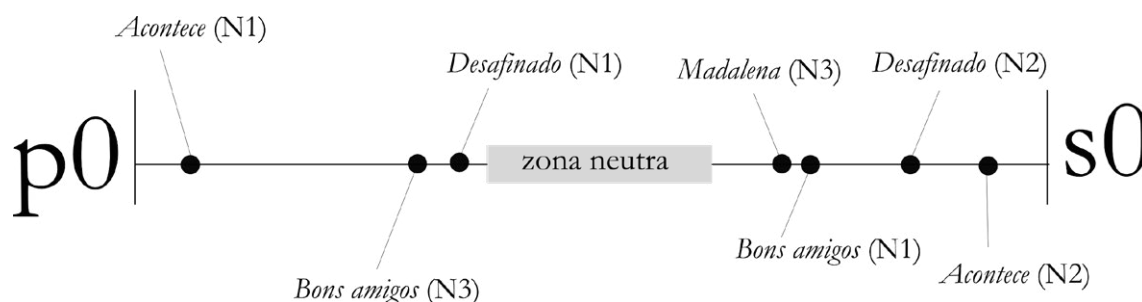 Acontece (N1)
Desafinado (N1)
Madalena (N3)
Desafinado (N2)
p0
zona neutra
s0
Bons amigos (N3)
Bons amigos (N1)
Acontece (N2)